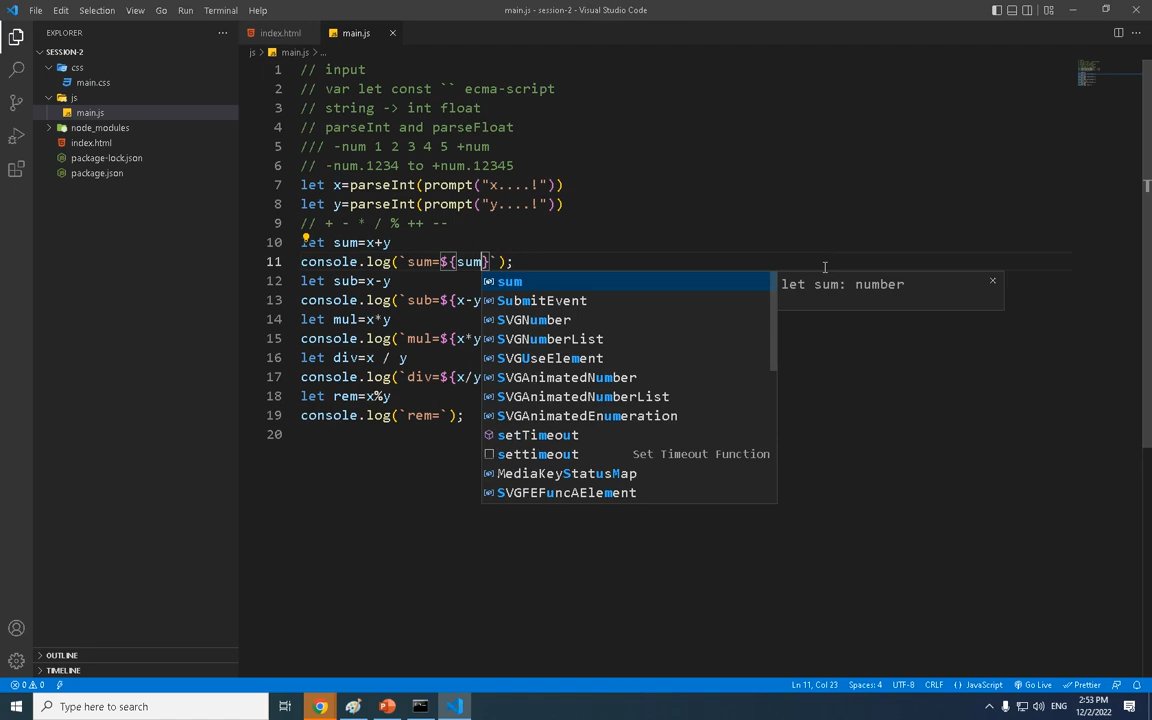 File Edit Selection View Go Run Terminal Help
main.js - session-2 - Visual Studio Code
EXPLORER
SESSION-2
css
main.css
js
main.js
node_modules
index.html
package-lock.json
package.json
OUTLINE
TIMELINE
index.html main.js
js > main.js > ...
1 // input
2 // var let const `` ecma-script
3 // string -> int float
4 // parseInt and parseFloat
5 /// -num 1 2 3 4 5 +num
6 // -num.1234 to +num.12345
7 let x=parseInt(prompt("x....!"))
8 let y=parseInt(prompt("y....!"))
9 // + - * / % ++ --
10 let sum=x+y
11 console.log(`sum=${sum}`);
12 let sub=x-y
13 console.log(`sub=${x-y
14 let mul=x*y
15 console.log(`mul=${x*y
16 let div=x / y
17 console.log(`div=${x/y
18 let rem=x%y
19 console.log(`rem=`);
20
sum
SubmitEvent
SVGNumber
SVGNumberList
SVGUseElement
SVGAnimatedNumber
SVGAnimatedNumberList
SVGAnimatedEnumeration
setTimeout
settimeout Set Timeout Function
MediaKeyStatusMap
SVGFEFuncAElement
let sum: number
0 0
Ln 11, Col 23 Spaces: 4 UTF-8 CRLF {} JavaScript Go Live Prettier
Type here to search
ENG
2:53 PM
12/2/2022